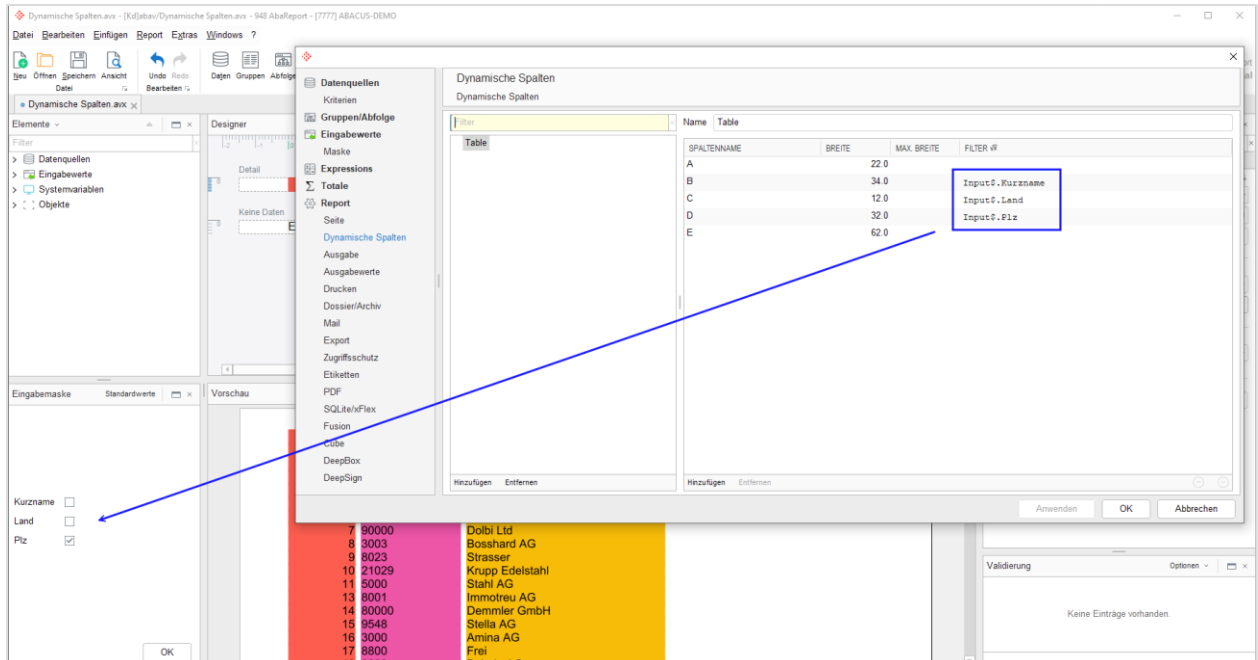 Dynamische Spalten.avx - [Kd]abav/Dynamische Spalten.avx - 948 AbaReport - [7777] ABACUS-DEMO
Datei Bearbeiten Einfügen Report Extras Windows ?
Neu Öffnen Speichern Ansicht Undo Redo Daten Gruppen Abfolge
Datei Bearbeiten
Dynamische Spalten.avx
Elemente
Filter
Datenquellen
Eingabewerte
Systemvariablen
Objekte
Designer
Detail
Keine Daten
Datenquellen
Kriterien
Gruppen/Abfolge
Eingabewerte
Maske
Expressions
Totale
Report
Seite
Dynamische Spalten
Ausgabe
Ausgabewerte
Drucken
Dossier/Archiv
Mail
Export
Zugriffsschutz
Etiketten
PDF
SQLite/xFlex
Fusion
Cube
DeepBox
DeepSign
Dynamische Spalten
Dynamische Spalten
Filter
Table
Hinzufügen Entfernen
Name Table
SPALTENNAME BREITE MAX. BREITE FILTER
A 22.0
B 34.0 Input$.Kurzname
C 12.0 Input$.Land
D 32.0 Input$.Plz
E 62.0
Hinzufügen Entfernen
Anwenden OK Abbrechen
Eingabemaske Standardwerte
Kurzname
Land
Plz
OK
Vorschau
7 90000 Dolbi Ltd
8 3003 Bosshard AG
9 8023 Strasser
10 21029 Krupp Edelstahl
11 5000 Stahl AG
13 8001 Immotreu AG
14 80000 Demmler GmbH
15 9548 Stella AG
16 3000 Amina AG
17 8800 Frei
Validierung Optionen
Keine Einträge vorhanden.